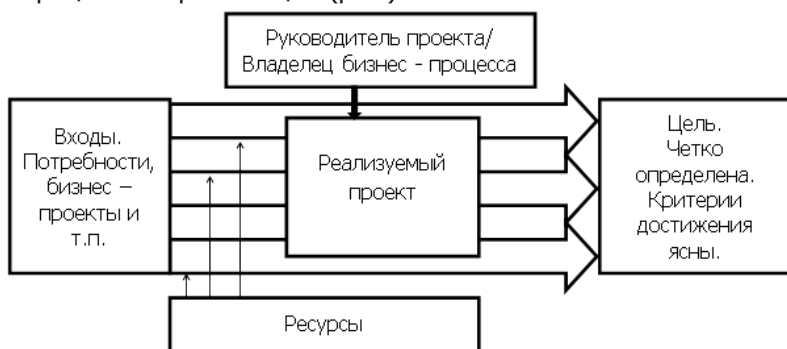 Руководитель проекта/
Владелец бизнес - процесса
Входы.
Потребности,
бизнес –
проекты и
т.п.
Реализуемый
проект
Цель.
Четко
определена.
Критерии
достижения
ясны.
Ресурсы